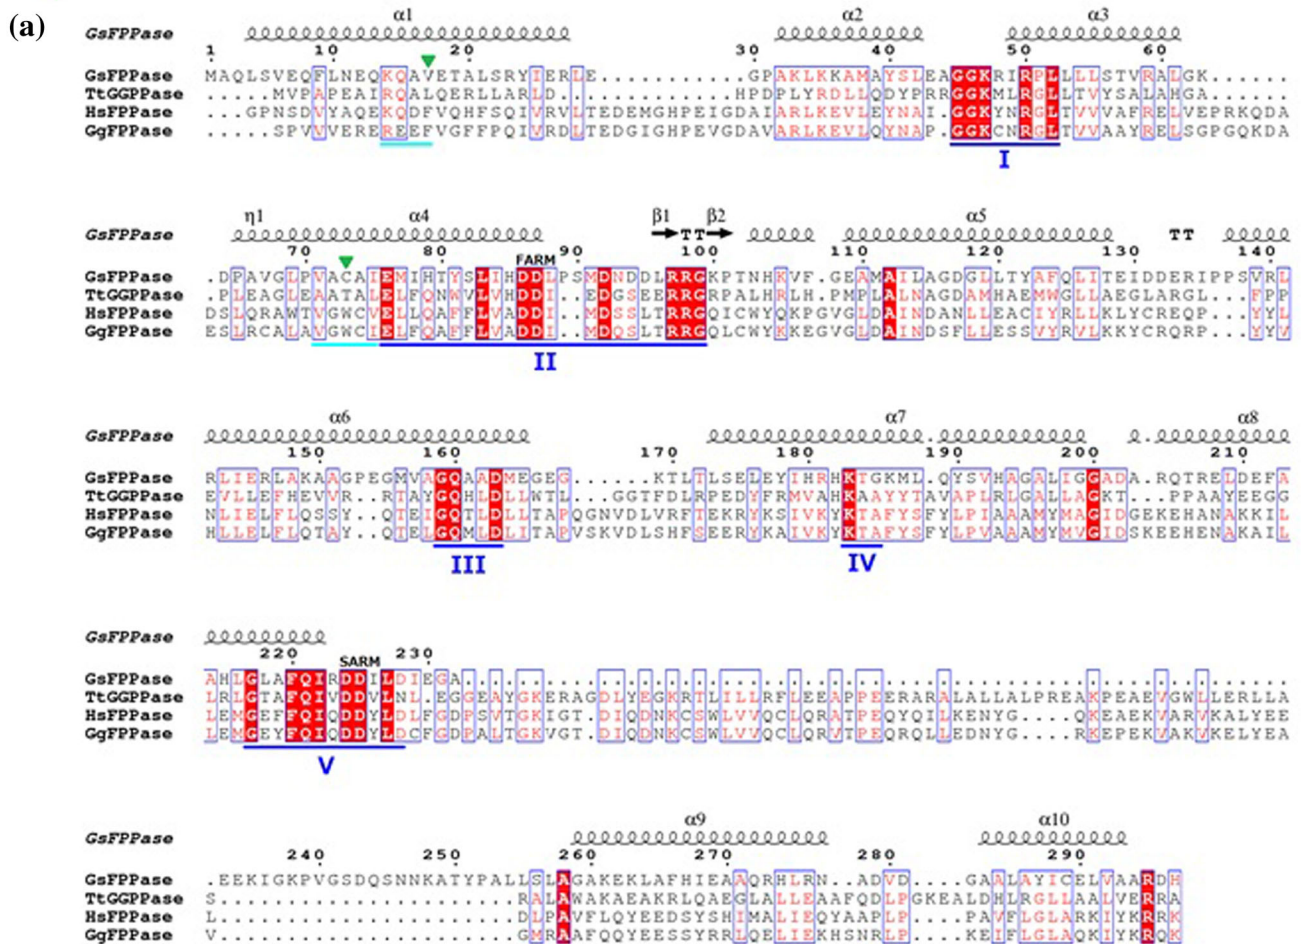 (a)
α1 α2 α3
GsFPPase
1 10 20 30 40 50 60
GsFPPase MAQLSVEQFLNEQKQAVETALSRYIERLE...........GPAKLKKAMAYSLEAGGKRIRPLLLLSTVRALGK......
TtGGPPase .....MVPAPEAIRQALQERLLARLD..............HPDPLYRDLLQDYPRRGGKMLRGLLTVYSALAHGA......
HsFPPase ...GPNSDVYAQEKQDFVQHFSQIVRVLTEDEMGHPEIGDAIARLKEVLEYNAI.GGKYNRGLTVVVAFRELVEPRKQDA
GgFPPase .....SPVVVEREREEFVGFFPQIVRDLTEDGIGHPEVGDAVARLKEVLQYNAP.GGKCNRGLTVVAAYRELSGPGQKDA
I
η1 α4 β1 β2 α5
GsFPPase TT TT
70 80 90 100 110 120 130 140
FARM
GsFPPase .DPAVGLPVACAIEMIHTYSLIHDDLPSMDNDDLRRGKPTNHKVF.GEAMAILAGDGLLTYAFQLITEIDDERIPPSVRL
TtGGPPase .PLEAGLEAATALELFQNWVLVHDDI..EDGSEERRGRPALHRLH.PMPLALNAGDAMHAEMWGLLAEGLARGL...FPP
HsFPPase DSLQRAWTVGWCVELLQAFFLVADDI..MDSSLTRRGQICWYQKPGVGLDAINDANLLEACIYRLLKLYCREQP...YYL
GgFPPase ESLRCALAVGWCIELFQAFFLVADDI..MDQSLTRRGQLCWYKKEGVGLDAINDSFLLESSVYRVLKKYCRQRP...YYV
II
α6 α7 α8
GsFPPase
150 160 170 180 190 200 210
GsFPPase RLIERLAKAAGPEGMVAGQAADMEGEG......KTLTLSELEYIHRHKTGKML.QYSVHAGALIGGADA.RQTRELDEFA
TtGGPPase EVLLEFHEVVR..RTAYGQHLDLLWTL...GGTFDLRPEDYFRMVAHKAAYYTAVAPLRLGALLAGKT...PPAAYEEGG
HsFPPase NLIELFLQSSY..QTEIGQTLDLLTAPQGNVDLVRFTEKRYKSIVKYKTAFYSFYLPIAAAMYMAGIDGEKEHANAKKIL
GgFPPase HLLELFLQTAY..QTELGQMLDLITAPVSKVDLSHFSEERYKAIVKYKTAFYSFYLPVAAAMYMVGIDSKEEHENAKAIL
III IV
GsFPPase
220 230
SARM
GsFPPase AHLGLAFQIRDDILDIEGA.............................................................
TtGGPPase LRLGTAFQIVDDVLNL.EGGEAYGKERAGDLYEGKRTLILLRFLEEAPPEERARALALLALPREAKPEAEVGWLLERLLA
HsFPPase LEMGEFFQIQDDYLDLFGDPSVTGKIGT.DIQDNKCSWLVVQCLQRATPEQYQILKENYG....QKEAEKVARVKALYEE
GgFPPase LEMGEYFQIQDDYLDCFGDPALTGKVGT.DIQDNKCSWLVVQCLQRVTPEQRQLLEDNYG....RKEPEKVAKVKELYEA
V
α9 α10
GsFPPase
240 250 260 270 280 290
GsFPPase .EEKIGKPVGSDQSNNKATYPALLSLAGAKEKLAFHIEAAQRHLRN..ADVD....GAALAYICELVAARDH
TtGGPPase S......................RALAWAKAEAKRLQAEGLALLEAAFQDLPGKEALDHLRGLLAALVERRA
HsFPPase L......................DLPAVFLQYEEDSYSHIMALIEQYAAPLP....PAVFLGLARKIYKRRK
GgFPPase V......................GMRAAFQQYEESSYRRLQELIEKHSNRLP....KEIFLGLAQKIYKRQK